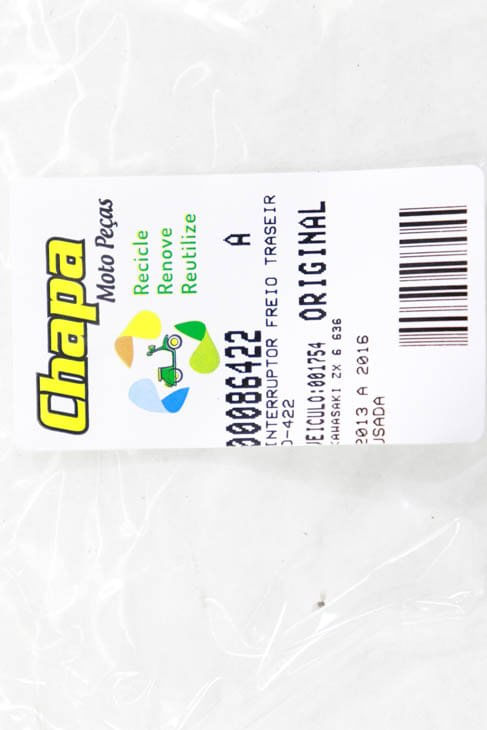 Chapa
Moto Peças
Recicle
Renove
Reutilize
00086422 A
INTERRUPTOR FREIO TRASEIR
O-422
VEICULO:001754 ORIGINAL
KAWASAKI ZX 6 636
2013 A 2016
USADA